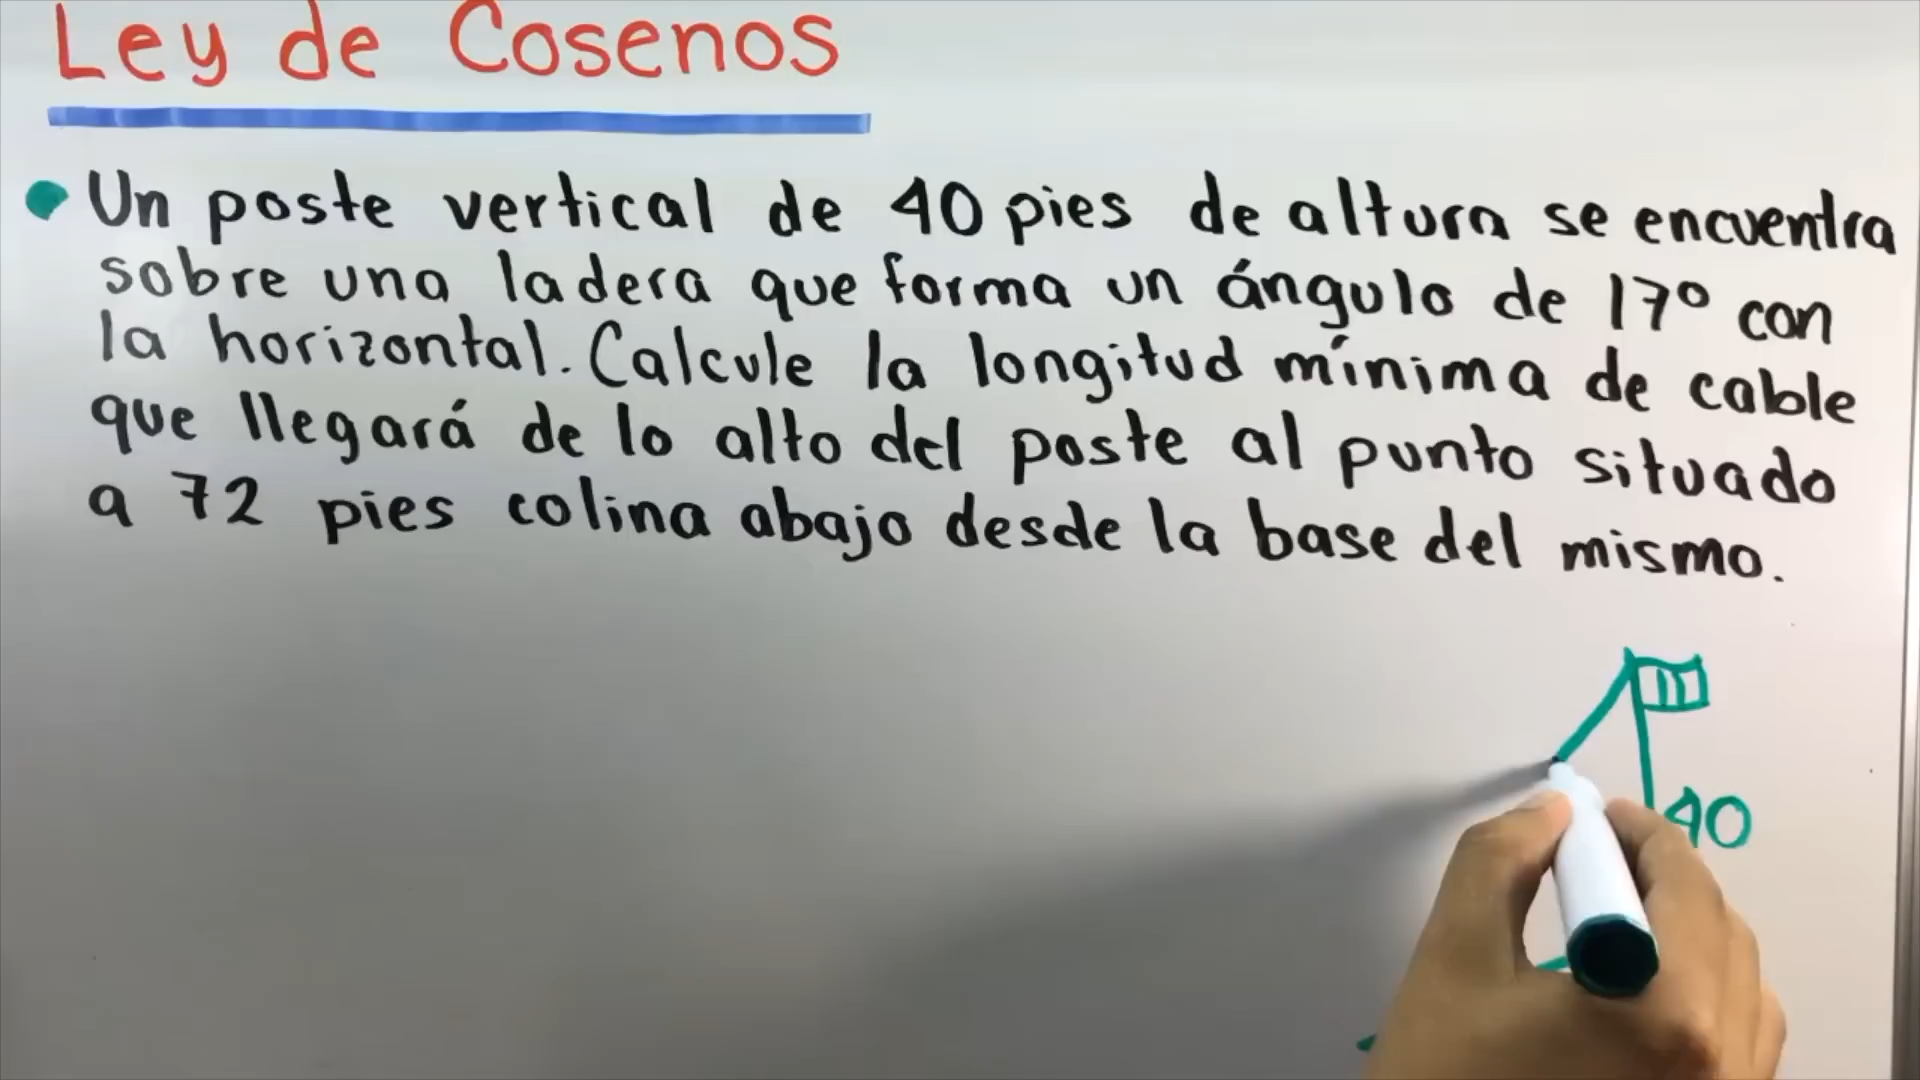 Ley de Cosenos
Un poste vertical de 40 pies de altura se encuentra
sobre una ladera que forma un ángulo de 17° con
la horizontal. Calcule la longitud mínima de cable
que llegará de lo alto del poste al punto situado
a 72 pies colina abajo desde la base del mismo.
40